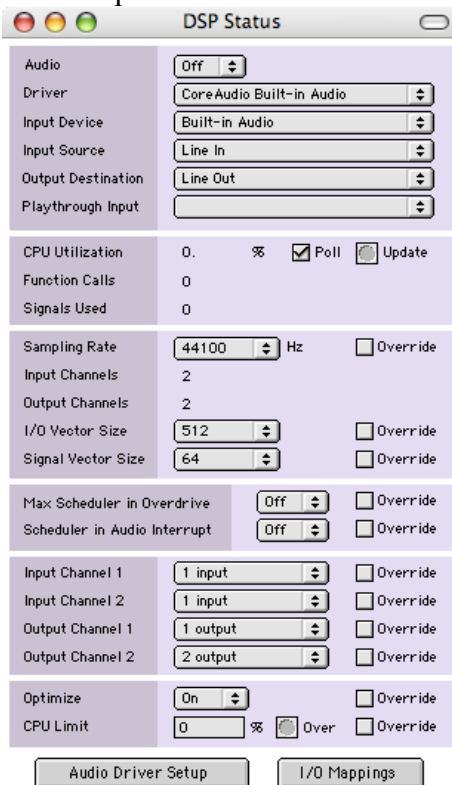 DSP Status
Audio Off
Driver CoreAudio Built-in Audio
Input Device Built-in Audio
Input Source Line In
Output Destination Line Out
Playthrough Input
CPU Utilization 0. % Poll Update
Function Calls 0
Signals Used 0
Sampling Rate 44100 Hz Override
Input Channels 2
Output Channels 2
I/O Vector Size 512 Override
Signal Vector Size 64 Override
Max Scheduler in Overdrive Off Override
Scheduler in Audio Interrupt Off Override
Input Channel 1 1 input Override
Input Channel 2 1 input Override
Output Channel 1 1 output Override
Output Channel 2 2 output Override
Optimize On Override
CPU Limit 0 % Over Override
Audio Driver Setup I/O Mappings